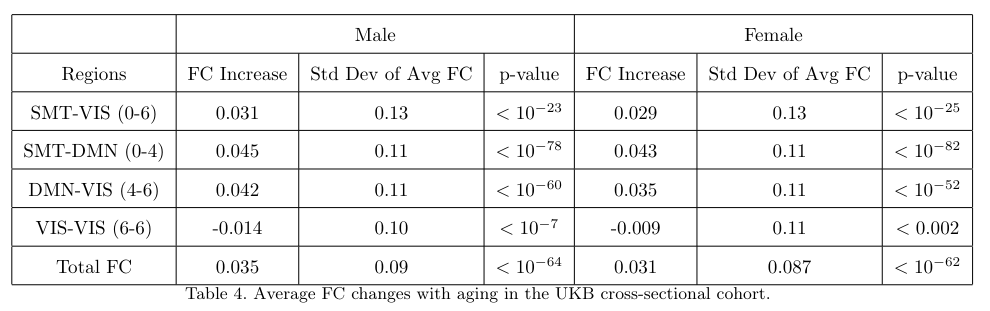 Male Female
Regions FC Increase Std Dev of Avg FC p-value FC Increase Std Dev of Avg FC p-value
SMT-VIS (0-6) 0.031 0.13 < 10^−23 0.029 0.13 < 10^−25
SMT-DMN (0-4) 0.045 0.11 < 10^−78 0.043 0.11 < 10^−82
DMN-VIS (4-6) 0.042 0.11 < 10^−60 0.035 0.11 < 10^−52
VIS-VIS (6-6) -0.014 0.10 < 10^−7 -0.009 0.11 < 0.002
Total FC 0.035 0.09 < 10^−64 0.031 0.087 < 10^−62
Table 4. Average FC changes with aging in the UKB cross-sectional cohort.